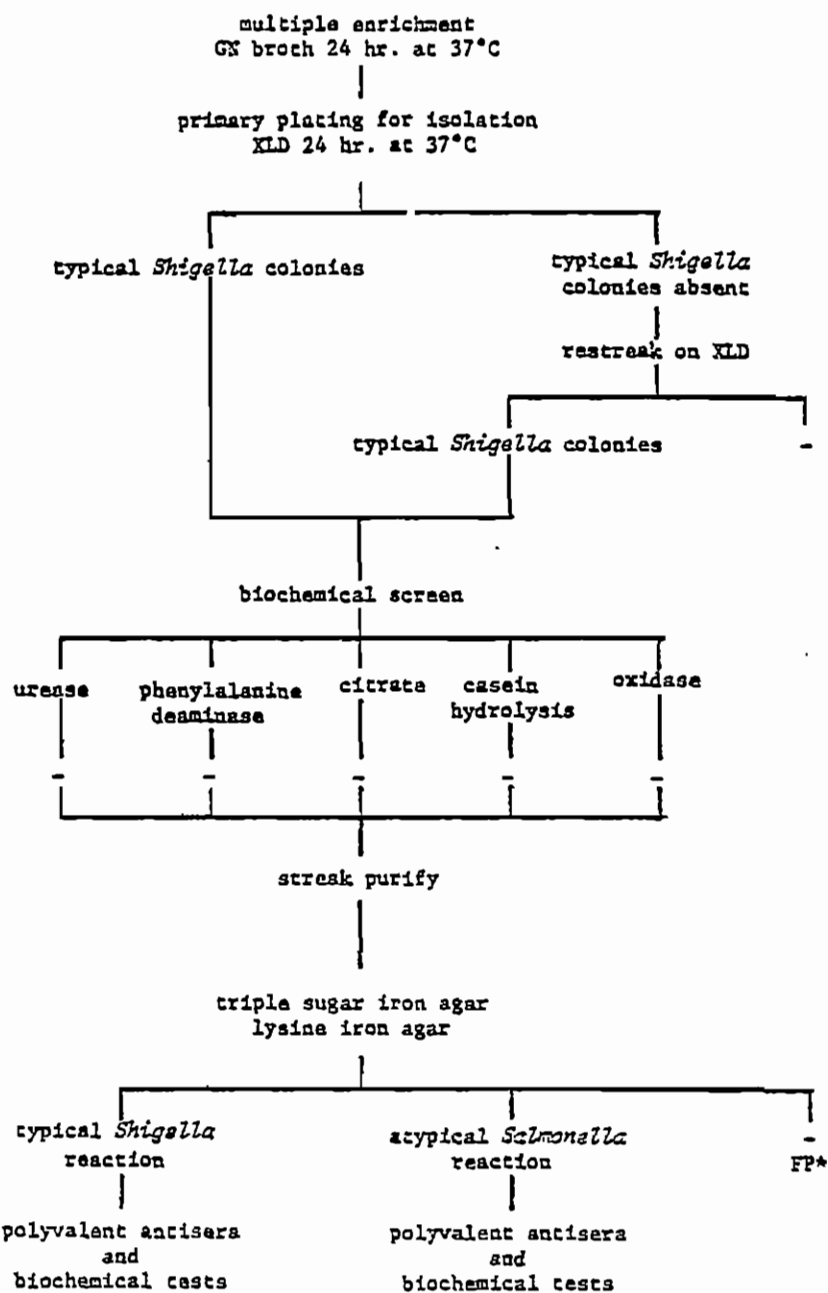 multiple enrichment
GN broth 24 hr. at 37°C
primary plating for isolation
XLD 24 hr. at 37°C
typical Shigella colonies
typical Shigella
colonies absent
restreak on XLD
typical Shigella colonies
-
biochemical screen
urease
phenylalanine
deaminase
citrate
casein
hydrolysis
oxidase
- - - - -
streak purify
triple sugar iron agar
lysine iron agar
typical Shigella
reaction
atypical Salmonella
reaction
-
FP*
polyvalent antisera
and
biochemical tests
polyvalent antisera
and
biochemical tests